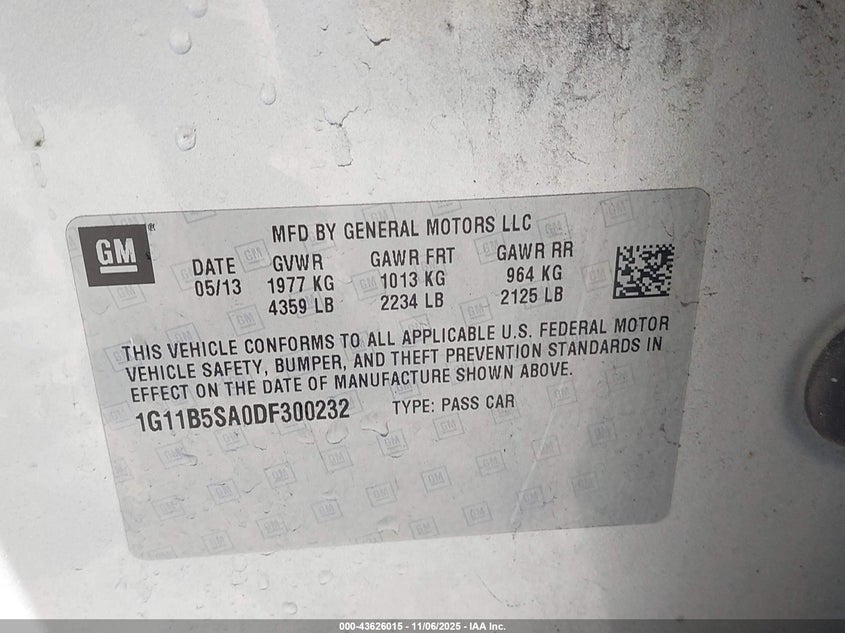 GM
MFD BY GENERAL MOTORS LLC
DATE GVWR GAWR FRT GAWR RR
05/13 1977 KG 1013 KG 964 KG
4359 LB 2234 LB 2125 LB
THIS VEHICLE CONFORMS TO ALL APPLICABLE U.S. FEDERAL MOTOR
VEHICLE SAFETY, BUMPER, AND THEFT PREVENTION STANDARDS IN
EFFECT ON THE DATE OF MANUFACTURE SHOWN ABOVE.
1G11B5SA0DF300232 TYPE: PASS CAR
000-43626015 - 11/06/2025 - IAA Inc.